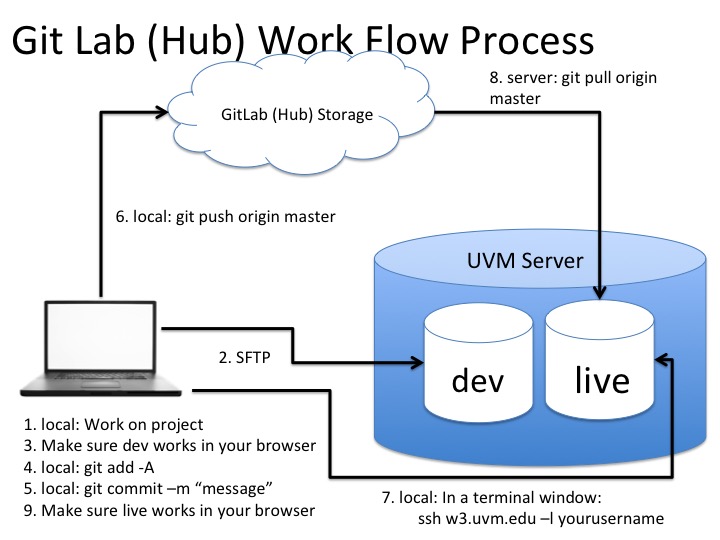 Git Lab (Hub) Work Flow Process
8. server: git pull origin
master
GitLab (Hub) Storage
6. local: git push origin master
UVM Server
2. SFTP
dev
live
1. local: Work on project
3. Make sure dev works in your browser
4. local: git add -A
5. local: git commit –m “message”
9. Make sure live works in your browser
7. local: In a terminal window:
ssh w3.uvm.edu –l yourusername